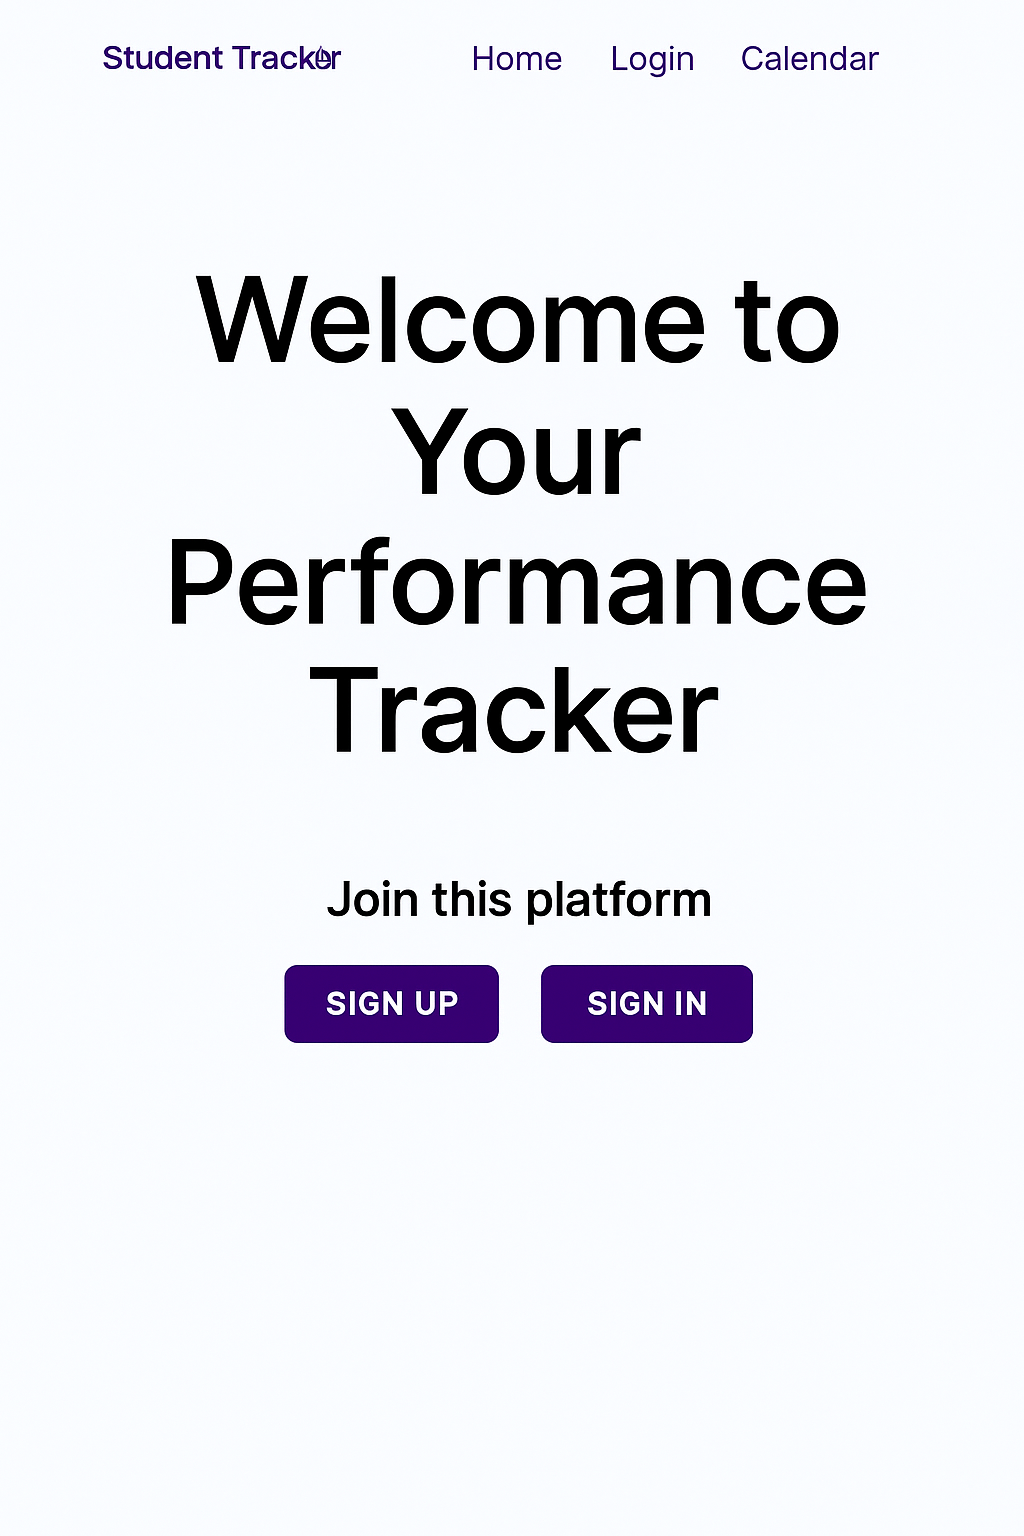 Student Tracker
Home Login Calendar
Welcome to
Your
Performance
Tracker
Join this platform
SIGN UP SIGN IN